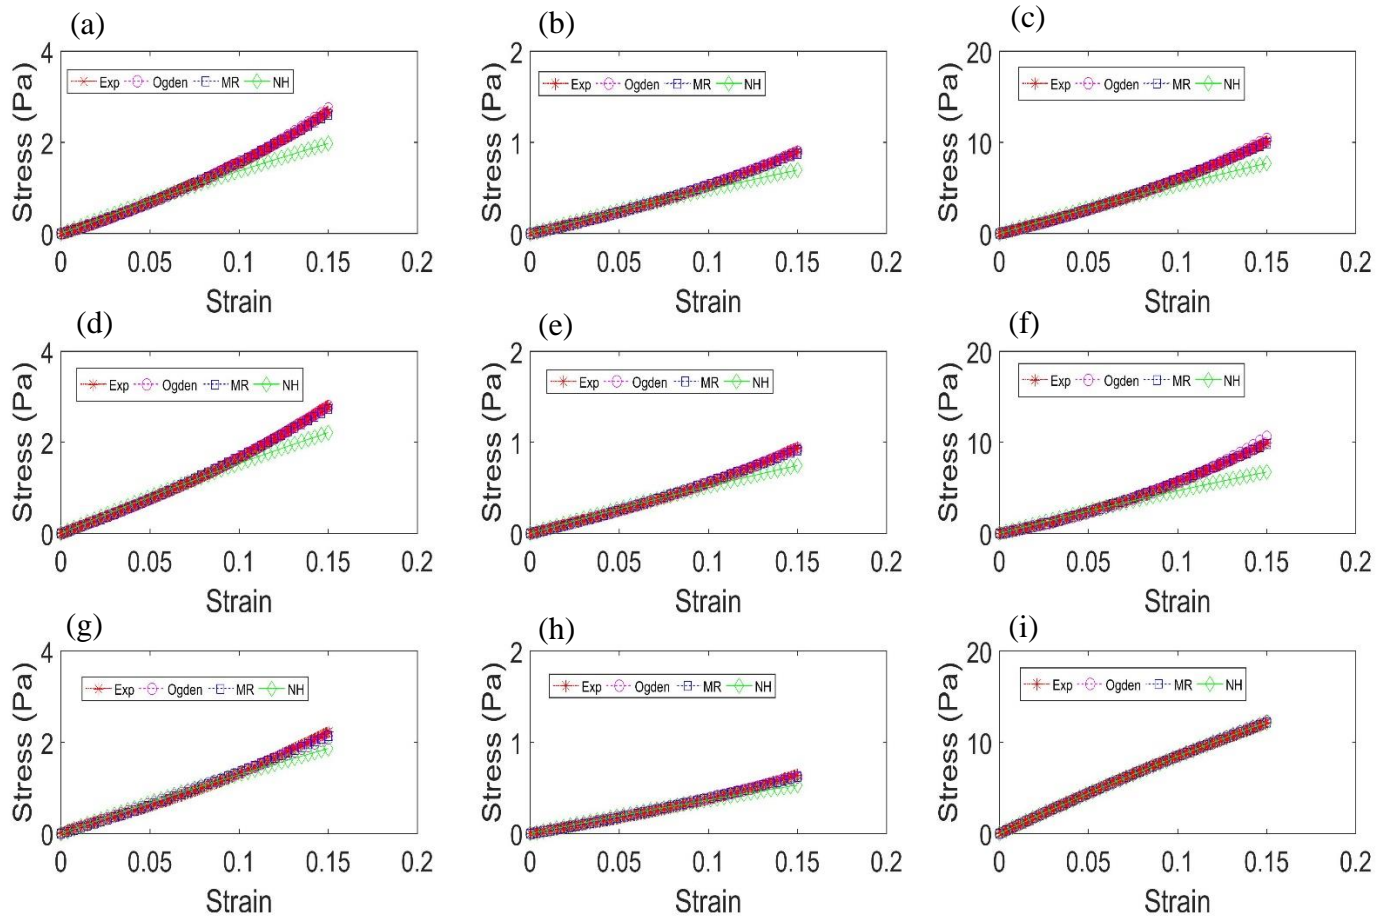 (a) (b) (c)
4 2 20
Exp Ogden MR NH Exp Ogden MR NH Exp Ogden MR NH
Stress (Pa) Stress (Pa) Stress (Pa)
2 1 10
0 0 0
0 0.05 0.1 0.15 0.2 0 0.05 0.1 0.15 0.2 0 0.05 0.1 0.15 0.2
Strain Strain Strain
(d) (e) (f)
4 2 20
Exp Ogden MR NH Exp Ogden MR NH Exp Ogden MR NH
Stress (Pa) Stress (Pa) Stress (Pa)
2 1 10
0 0 0
0 0.05 0.1 0.15 0.2 0 0.05 0.1 0.15 0.2 0 0.05 0.1 0.15 0.2
Strain Strain Strain
(g) (h) (i)
4 2 20
Exp Ogden MR NH Exp Ogden MR NH Exp Ogden MR NH
Stress (Pa) Stress (Pa) Stress (Pa)
2 1 10
0 0 0
0 0.05 0.1 0.15 0.2 0 0.05 0.1 0.15 0.2 0 0.05 0.1 0.15 0.2
Strain Strain Strain